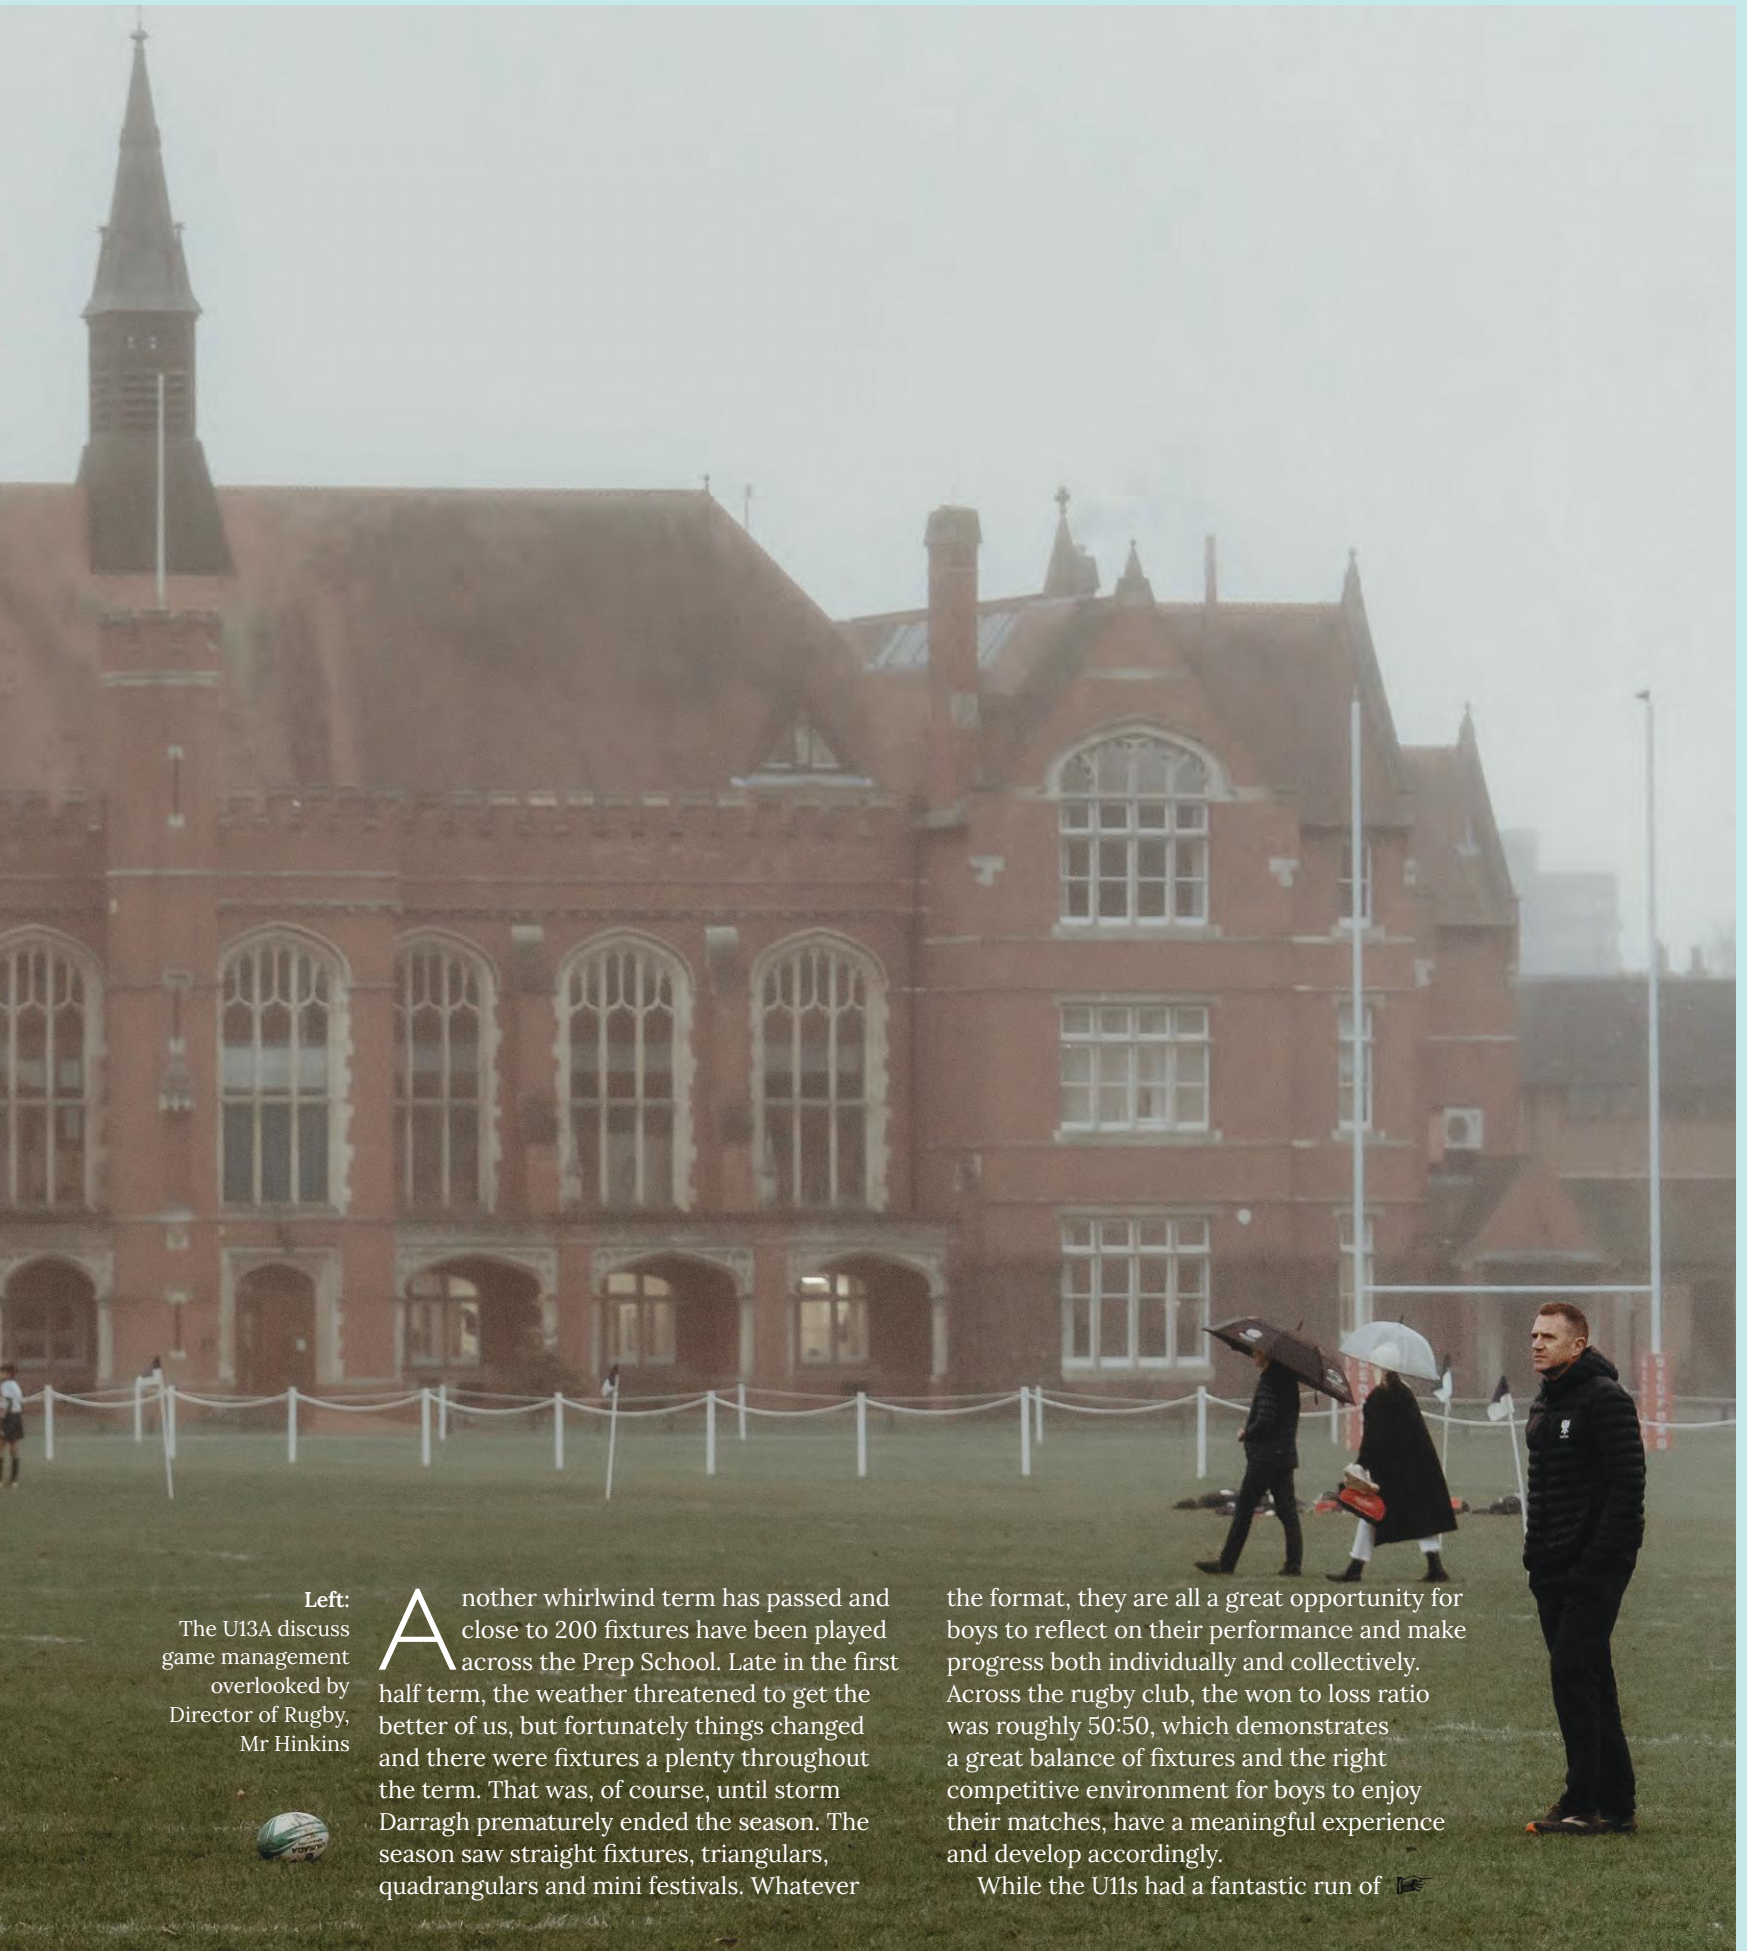 Left:
The U13A discuss
game management
overlooked by
Director of Rugby,
Mr Hinkins
Another whirlwind term has passed and
close to 200 fixtures have been played
across the Prep School. Late in the first
half term, the weather threatened to get the
better of us, but fortunately things changed
and there were fixtures a plenty throughout
the term. That was, of course, until storm
Darragh prematurely ended the season. The
season saw straight fixtures, triangulars,
quadrangulars and mini festivals. Whatever
the format, they are all a great opportunity for
boys to reflect on their performance and make
progress both individually and collectively.
Across the rugby club, the won to loss ratio
was roughly 50:50, which demonstrates
a great balance of fixtures and the right
competitive environment for boys to enjoy
their matches, have a meaningful experience
and develop accordingly.
While the U11s had a fantastic run of